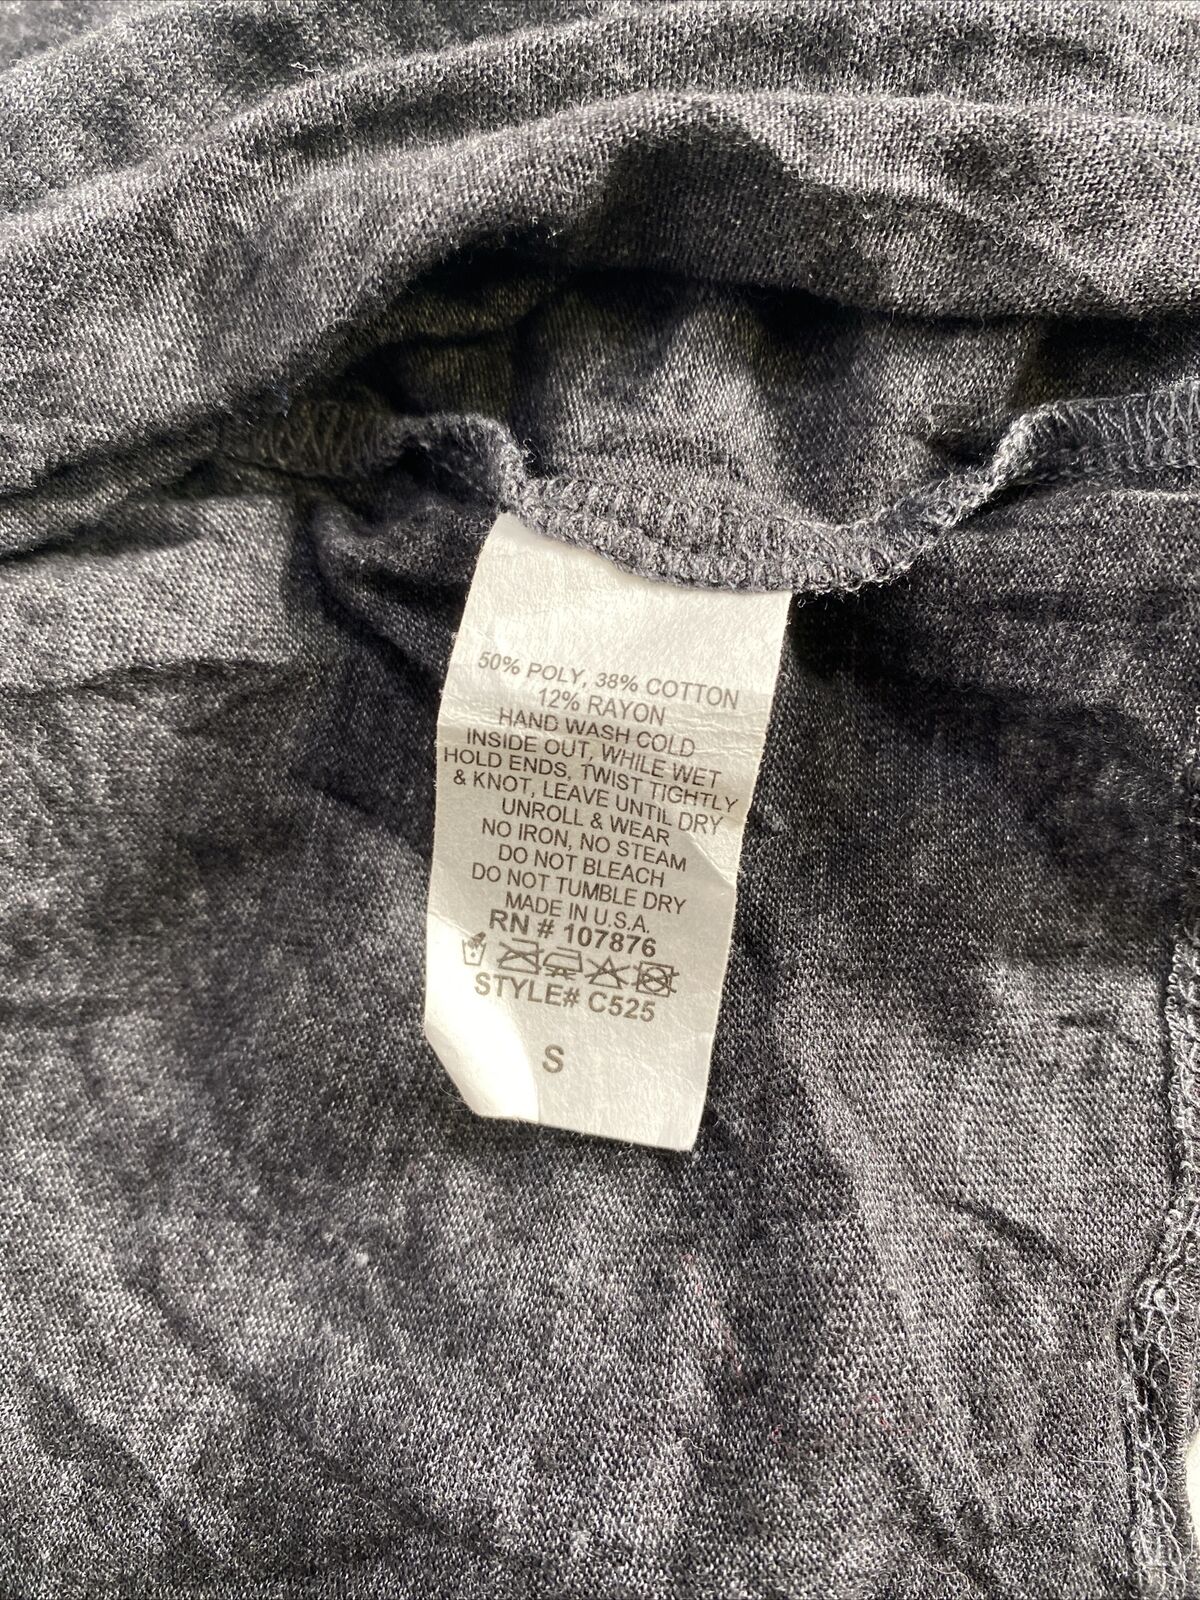 50% POLY, 38% COTTON
12% RAYON
HAND WASH COLD
INSIDE OUT, WHILE WET
HOLD ENDS, TWIST TIGHTLY
& KNOT, LEAVE UNTIL DRY
UNROLL & WEAR
NO IRON, NO STEAM
DO NOT BLEACH
DO NOT TUMBLE DRY
MADE IN U.S.A.
RN # 107876
STYLE# C525
S